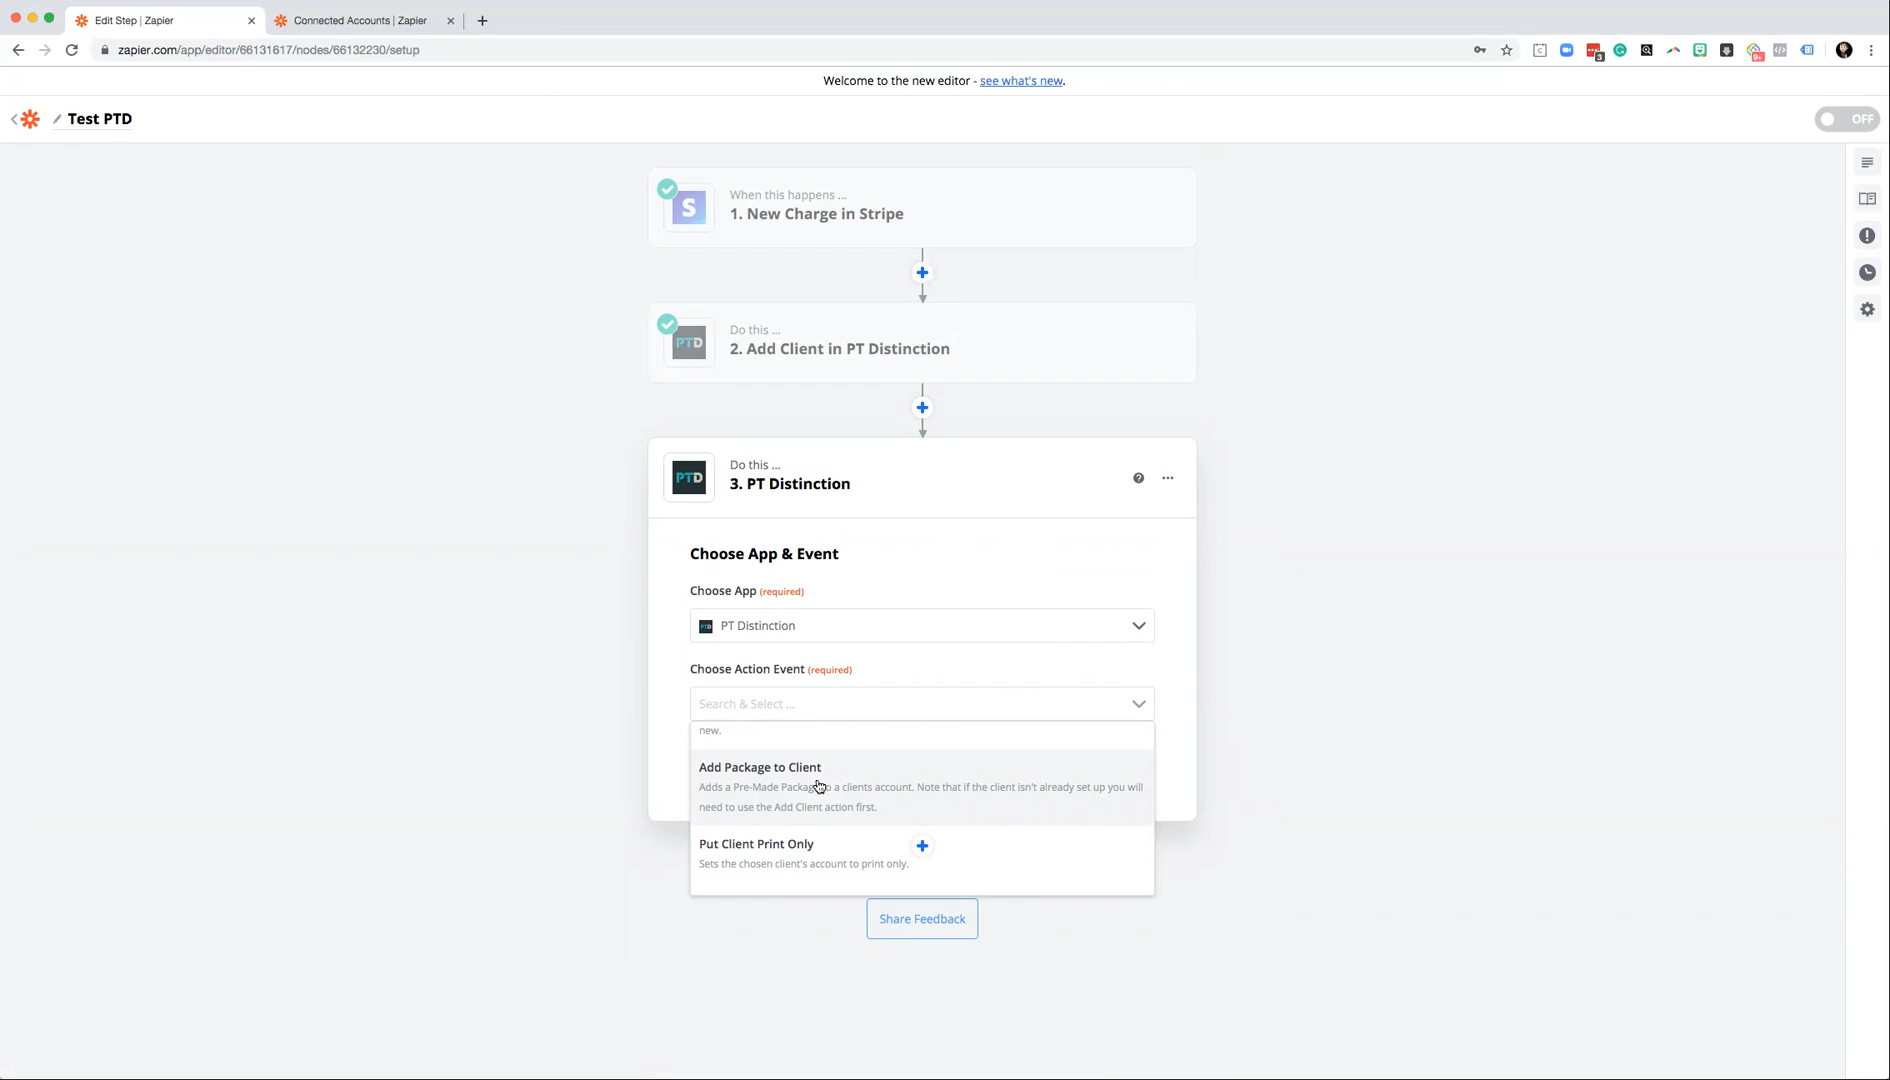 Edit Step | Zapier
Connected Accounts | Zapier
zapier.com/app/editor/66131617/nodes/66132230/setup
3
9+
Welcome to the new editor - see what's new.
Test PTD
OFF
S
When this happens ...
1. New Charge in Stripe
PTD
Do this ...
2. Add Client in PT Distinction
PTD
Do this ...
3. PT Distinction
Choose App & Event
Choose App (required)
PTD PT Distinction
Choose Action Event (required)
Search & Select ...
new.
Add Package to Client
Adds a Pre-Made Package to a clients account. Note that if the client isn't already set up you will
need to use the Add Client action first.
Put Client Print Only
Sets the chosen client's account to print only.
Share Feedback